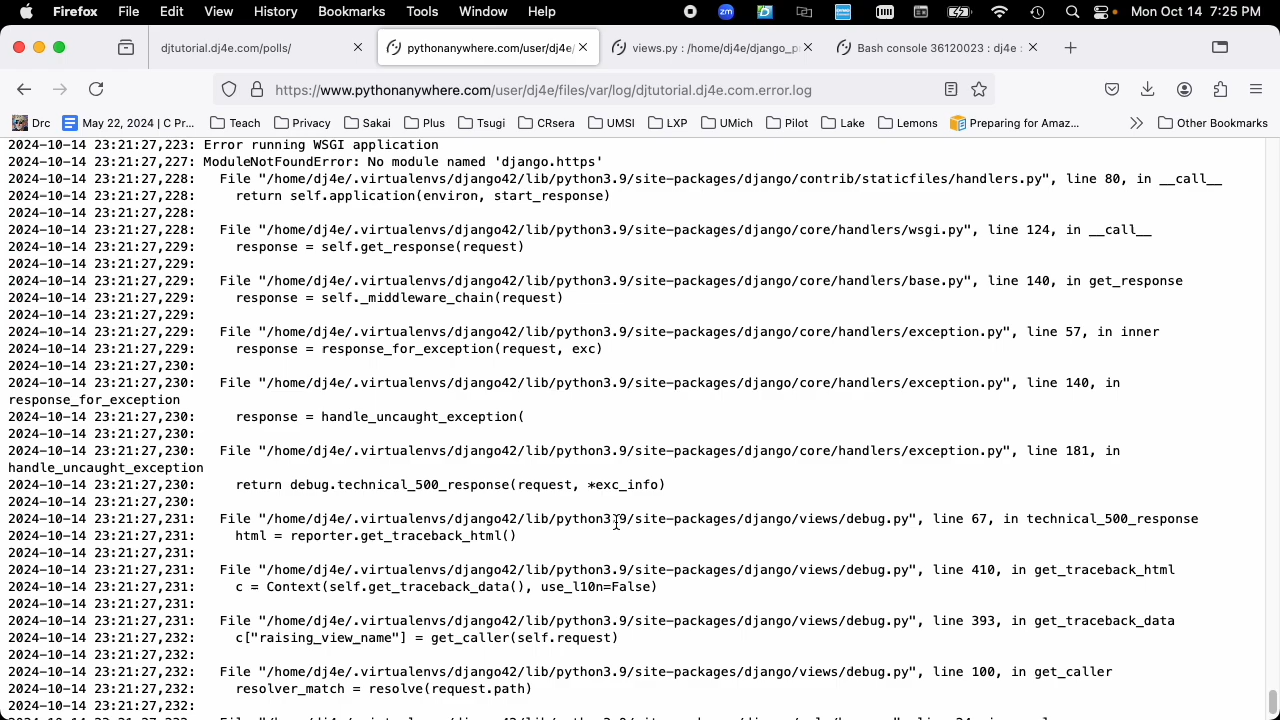 Firefox File Edit View History Bookmarks Tools Window Help Mon Oct 14 7:25 PM
djtutorial.dj4e.com/polls/ pythonanywhere.com/user/dj4e/ views.py : /home/dj4e/django_p Bash console 36120023 : dj4e :
https://www.pythonanywhere.com/user/dj4e/files/var/log/djtutorial.dj4e.com.error.log
Drc May 22, 2024 | C Pr... Teach Privacy Sakai Plus Tsugi CRsera UMSI LXP UMich Pilot Lake Lemons Preparing for Amaz... Other Bookmarks
2024-10-14 23:21:27,223: Error running WSGI application
2024-10-14 23:21:27,227: ModuleNotFoundError: No module named 'django.https'
2024-10-14 23:21:27,228:   File "/home/dj4e/.virtualenvs/django42/lib/python3.9/site-packages/django/contrib/staticfiles/handlers.py", line 80, in __call__
2024-10-14 23:21:27,228:     return self.application(environ, start_response)
2024-10-14 23:21:27,228:
2024-10-14 23:21:27,228:   File "/home/dj4e/.virtualenvs/django42/lib/python3.9/site-packages/django/core/handlers/wsgi.py", line 124, in __call__
2024-10-14 23:21:27,229:     response = self.get_response(request)
2024-10-14 23:21:27,229:
2024-10-14 23:21:27,229:   File "/home/dj4e/.virtualenvs/django42/lib/python3.9/site-packages/django/core/handlers/base.py", line 140, in get_response
2024-10-14 23:21:27,229:     response = self._middleware_chain(request)
2024-10-14 23:21:27,229:
2024-10-14 23:21:27,229:   File "/home/dj4e/.virtualenvs/django42/lib/python3.9/site-packages/django/core/handlers/exception.py", line 57, in inner
2024-10-14 23:21:27,229:     response = response_for_exception(request, exc)
2024-10-14 23:21:27,230:
2024-10-14 23:21:27,230:   File "/home/dj4e/.virtualenvs/django42/lib/python3.9/site-packages/django/core/handlers/exception.py", line 140, in
response_for_exception
2024-10-14 23:21:27,230:     response = handle_uncaught_exception(
2024-10-14 23:21:27,230:
2024-10-14 23:21:27,230:   File "/home/dj4e/.virtualenvs/django42/lib/python3.9/site-packages/django/core/handlers/exception.py", line 181, in
handle_uncaught_exception
2024-10-14 23:21:27,230:     return debug.technical_500_response(request, *exc_info)
2024-10-14 23:21:27,230:
2024-10-14 23:21:27,231:   File "/home/dj4e/.virtualenvs/django42/lib/python3.9/site-packages/django/views/debug.py", line 67, in technical_500_response
2024-10-14 23:21:27,231:     html = reporter.get_traceback_html()
2024-10-14 23:21:27,231:
2024-10-14 23:21:27,231:   File "/home/dj4e/.virtualenvs/django42/lib/python3.9/site-packages/django/views/debug.py", line 410, in get_traceback_html
2024-10-14 23:21:27,231:     c = Context(self.get_traceback_data(), use_l10n=False)
2024-10-14 23:21:27,231:
2024-10-14 23:21:27,231:   File "/home/dj4e/.virtualenvs/django42/lib/python3.9/site-packages/django/views/debug.py", line 393, in get_traceback_data
2024-10-14 23:21:27,232:     c["raising_view_name"] = get_caller(self.request)
2024-10-14 23:21:27,232:
2024-10-14 23:21:27,232:   File "/home/dj4e/.virtualenvs/django42/lib/python3.9/site-packages/django/views/debug.py", line 100, in get_caller
2024-10-14 23:21:27,232:     resolver_match = resolve(request.path)
2024-10-14 23:21:27,232: